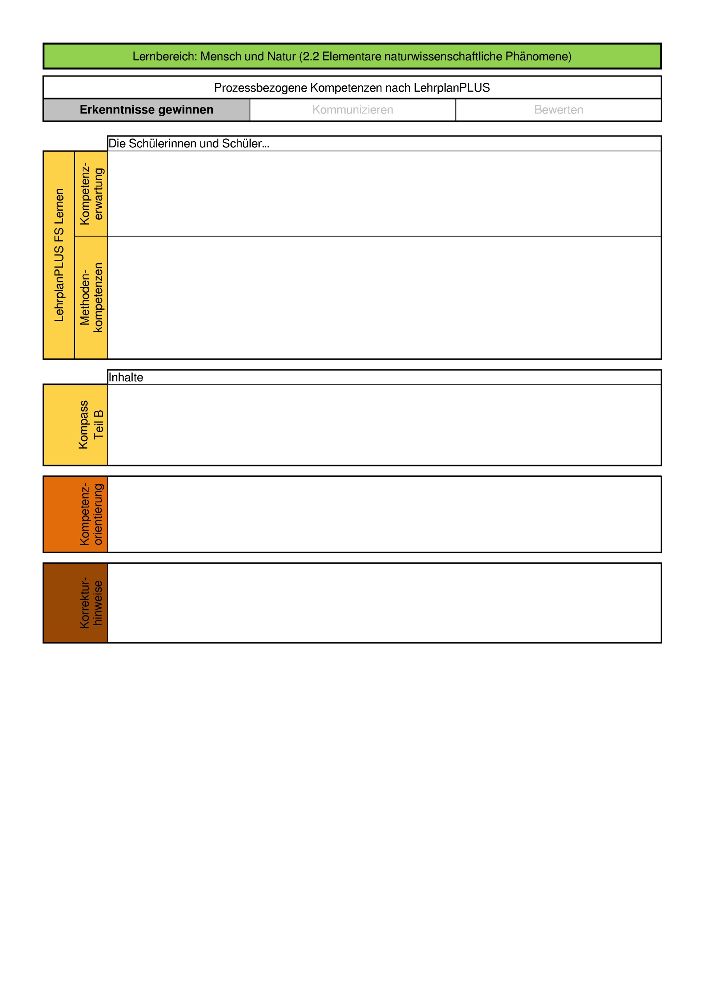 Lernbereich: Mensch und Natur (2.2 Elementare naturwissenschaftliche Phänomene)
Prozessbezogene Kompetenzen nach LehrplanPLUS
Erkenntnisse gewinnen
Kommunizieren
Bewerten
Die Schülerinnen und Schüler...
LehrplanPLUS FS Lernen
Kompetenz-
erwartung
Methoden-
kompetenzen
Inhalte
Kompass
Teil B
Kompetenz-
orientierung
Korrektur-
hinweise